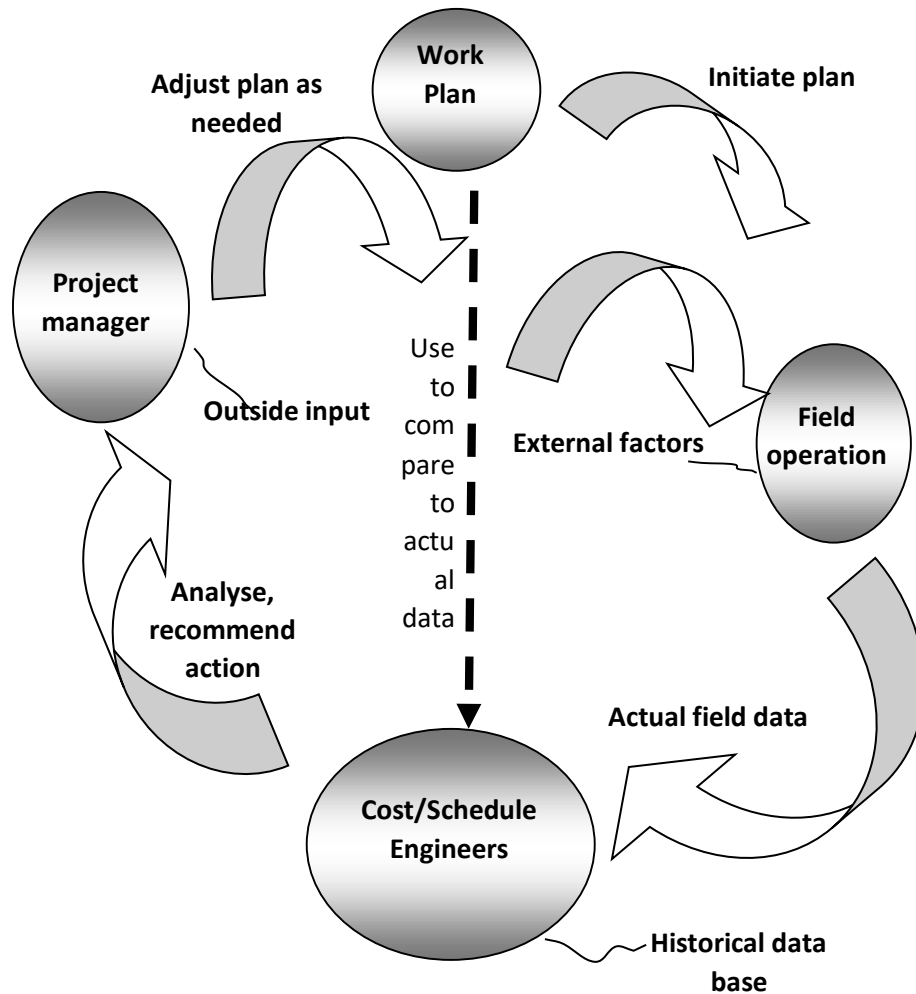 Work
Plan
Initiate plan
Adjust plan as
needed
Project
manager
Outside input
Use
to
com
pare
to
actu
al
data
External factors
Field
operation
Analyse,
recommend
action
Actual field data
Cost/Schedule
Engineers
Historical data
base